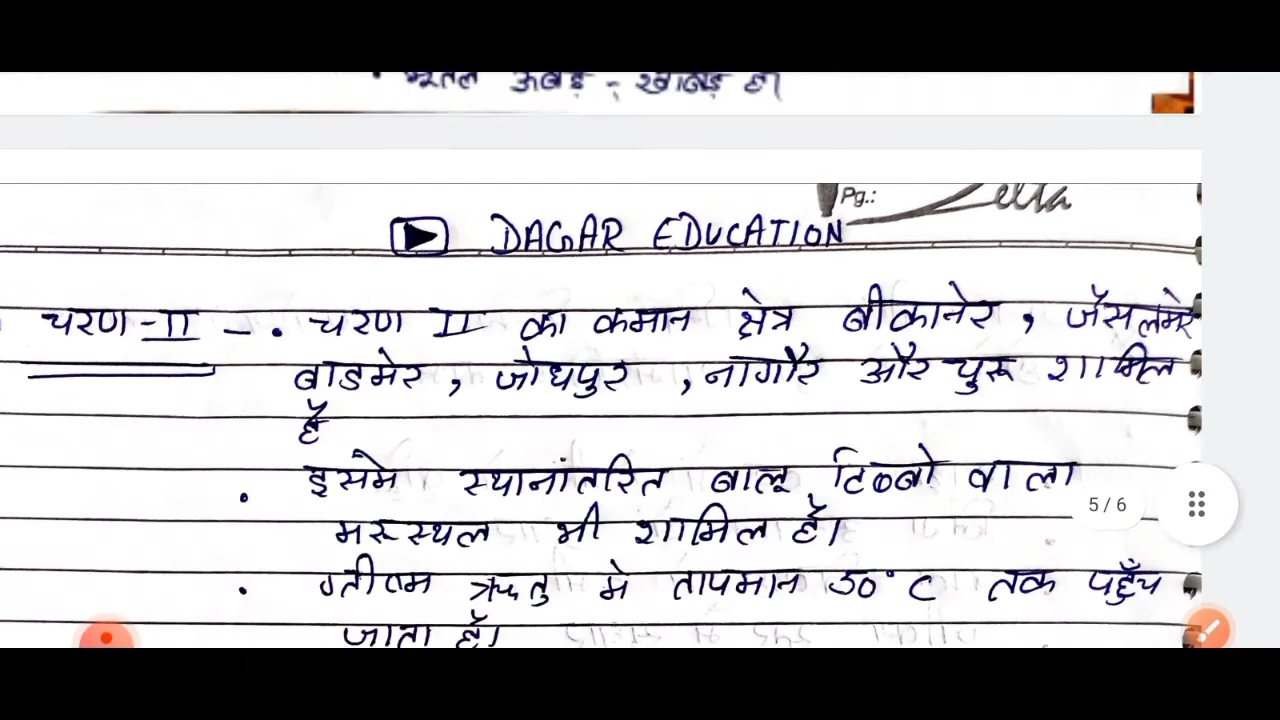 भूतल ऊबड़ - खाबड़ है।
Pg.:
DAGAR EDUCATION
चरण-II - • चरण II का कमान क्षेत्र बीकानेर, जैसलमेर
बाडमेर, जोधपुर, नागौर और चुरू शामिल
है
• इसमे स्थानांतरित बालू टिब्बो वाला
मरूस्थल भी शामिल है।
5 / 6
• ऋतु मे तापमान 50°C तक पहुँच
जाता है।